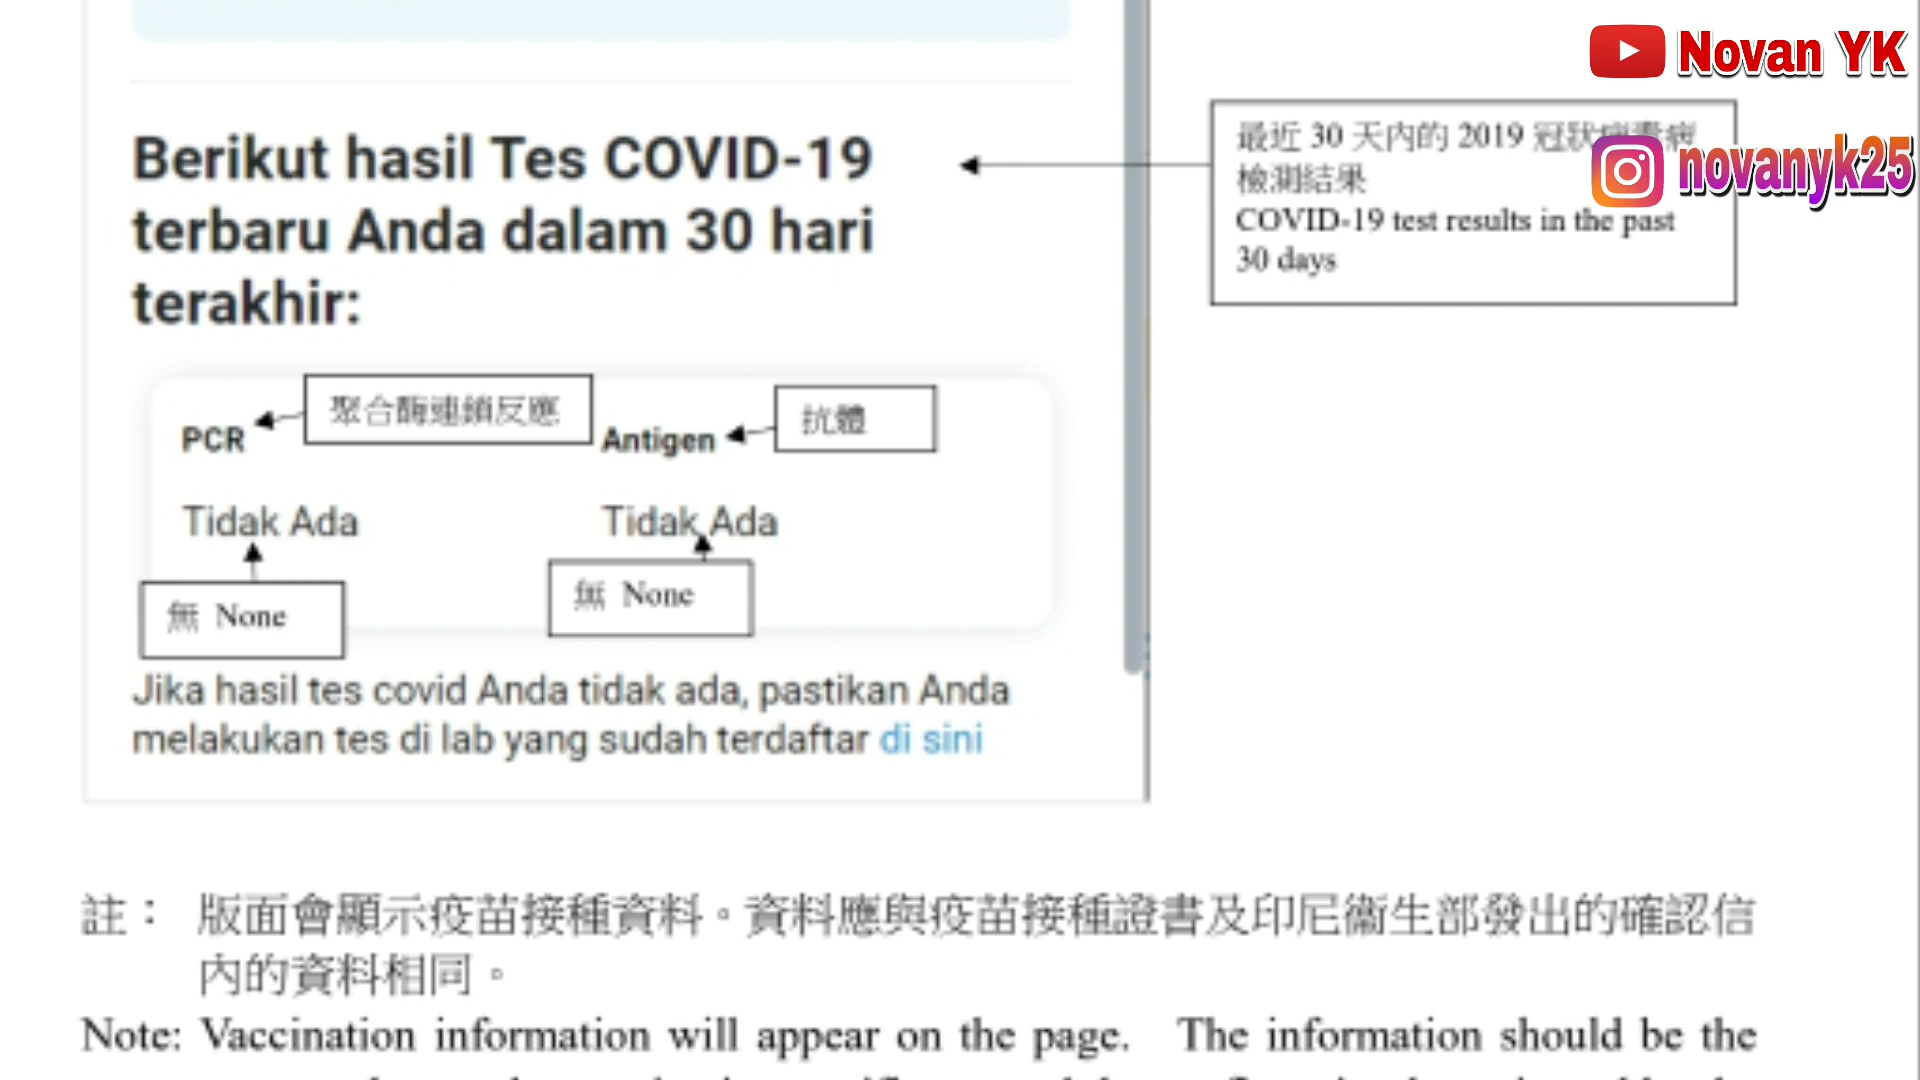 Novan YK
novanyk25
Berikut hasil Tes COVID-19
terbaru Anda dalam 30 hari
terakhir:
最近 30 天內的 2019 冠狀病毒病
檢測結果
COVID-19 test results in the past
30 days
PCR
聚合酶連鎖反應
Antigen
抗體
Tidak Ada
Tidak Ada
無 None
無 None
Jika hasil tes covid Anda tidak ada, pastikan Anda
melakukan tes di lab yang sudah terdaftar di sini
註： 版面會顯示疫苗接種資料。資料應與疫苗接種證書及印尼衞生部發出的確認信
內的資料相同。
Note: Vaccination information will appear on the page. The information should be the